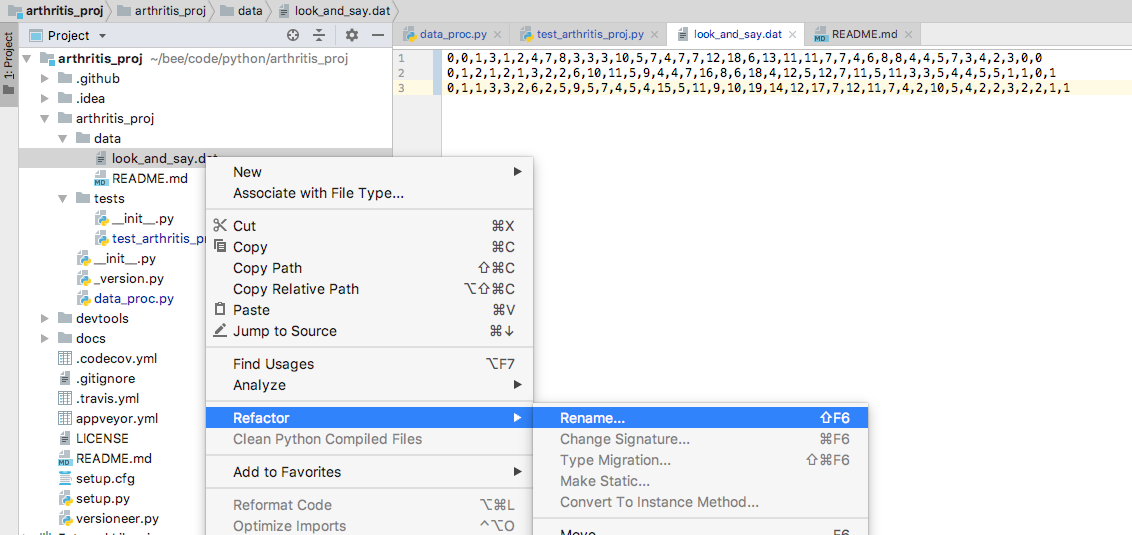 arthritis_proj arthritis_proj data look_and_say.dat
1: Project
Project
data_proc.py test_arthritis_proj.py look_and_say.dat README.md
arthritis_proj ~/bee/code/python/arthritis_proj
.github
.idea
arthritis_proj
data
look_and_say.dat
README.md
tests
__init__.py
test_arthritis_pr
__init__.py
_version.py
data_proc.py
devtools
docs
.codecov.yml
.gitignore
.travis.yml
appveyor.yml
LICENSE
README.md
setup.cfg
setup.py
versioneer.py
1 0,0,1,3,1,2,4,7,8,3,3,3,10,5,7,4,7,7,12,18,6,13,11,11,7,7,4,6,8,8,4,4,5,7,3,4,2,3,0,0
2 0,1,2,1,2,1,3,2,2,6,10,11,5,9,4,4,7,16,8,6,18,4,12,5,12,7,11,5,11,3,3,5,4,4,5,5,1,1,0,1
3 0,1,1,3,3,2,6,2,5,9,5,7,4,5,4,15,5,11,9,10,19,14,12,17,7,12,11,7,4,2,10,5,4,2,2,3,2,2,1,1
New
Associate with File Type...
Cut ⌘X
Copy ⌘C
Copy Path ⇧⌘C
Copy Relative Path ⌥⇧⌘C
Paste ⌘V
Jump to Source ⌘↓
Find Usages ⌥F7
Analyze
Refactor
Clean Python Compiled Files
Add to Favorites
Reformat Code ⌥⌘L
Optimize Imports ^⌥O
Rename... ⇧F6
Change Signature... ⌘F6
Type Migration... ⇧⌘F6
Make Static...
Convert To Instance Method...
Move F6